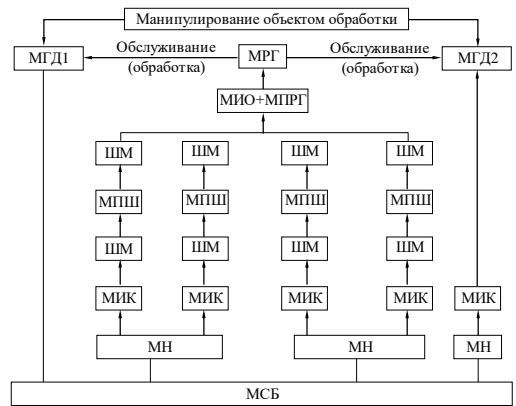 Манипулирование объектом обработки
МГД1
Обслуживание
(обработка)
МРГ
Обслуживание
(обработка)
МГД2
МИО+МПРГ
ШМ ШМ ШМ ШМ
МПШ МПШ МПШ МПШ
ШМ ШМ ШМ ШМ
МИК МИК МИК МИК МИК
МН МН МН
МСБ